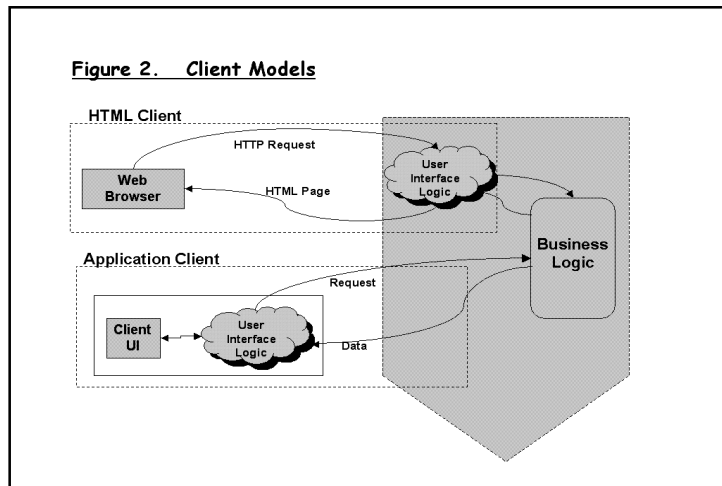 Figure 2. Client Models
HTML Client
HTTP Request
Web
Browser
HTML Page
User
Interface
Logic
Business
Logic
Application Client
Request
Client
UI
User
Interface
Logic
Data